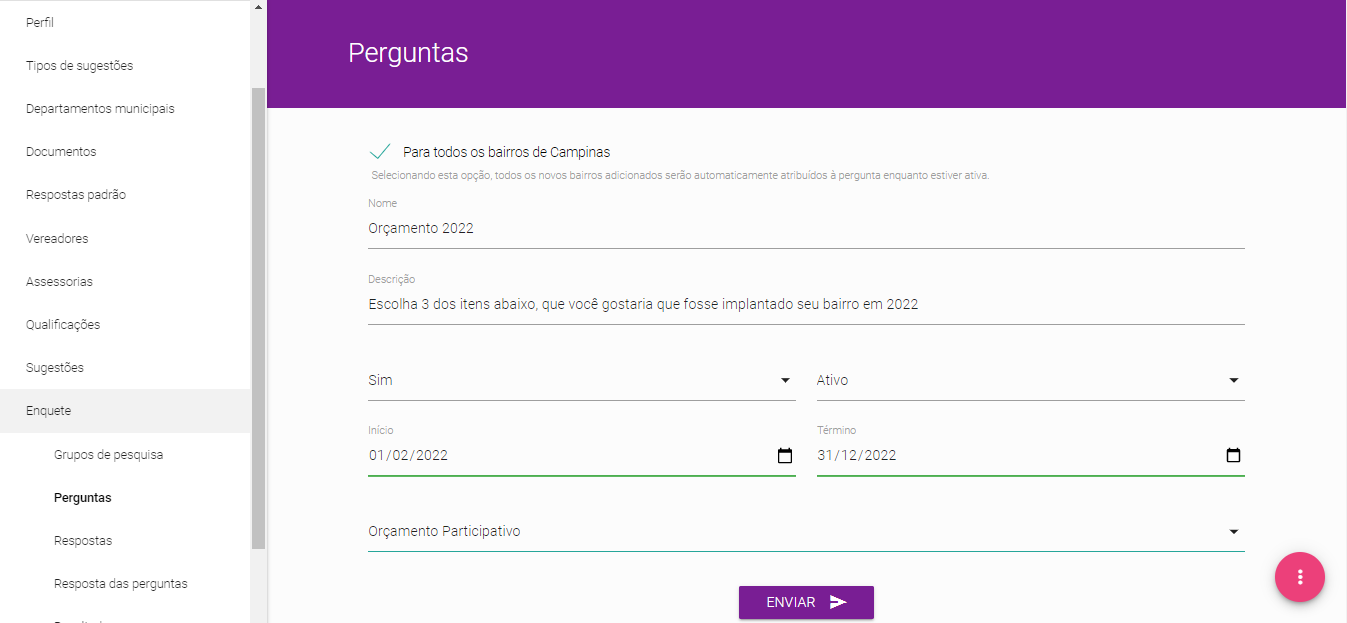 Perfil
Tipos de sugestões
Departamentos municipais
Documentos
Respostas padrão
Vereadores
Assessorias
Qualificações
Sugestões
Enquete
Grupos de pesquisa
Perguntas
Respostas
Resposta das perguntas
Perguntas
Para todos os bairros de Campinas
Selecionando esta opção, todos os novos bairros adicionados serão automaticamente atribuídos à pergunta enquanto estiver ativa.
Nome
Orçamento 2022
Descrição
Escolha 3 dos itens abaixo, que você gostaria que fosse implantado seu bairro em 2022
Sim
Ativo
Início
Término
01/02/2022
31/12/2022
Orçamento Participativo
ENVIAR